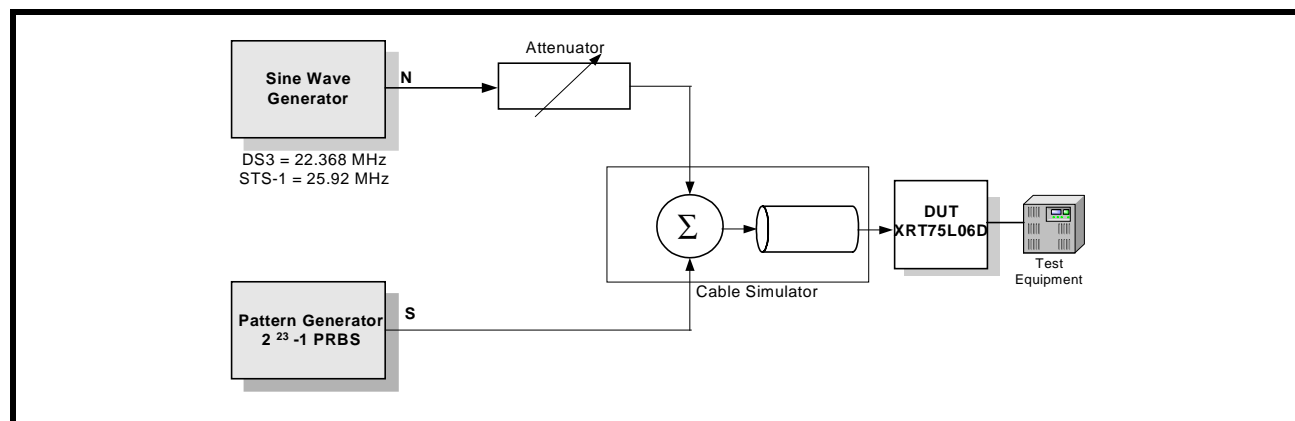 Attenuator
Sine Wave
Generator
N
DS3 = 22.368 MHz
STS-1 = 25.92 MHz
Σ
DUT
XRT75L06D
Test
Equipment
Cable Simulator
Pattern Generator
2 23 -1 PRBS
S